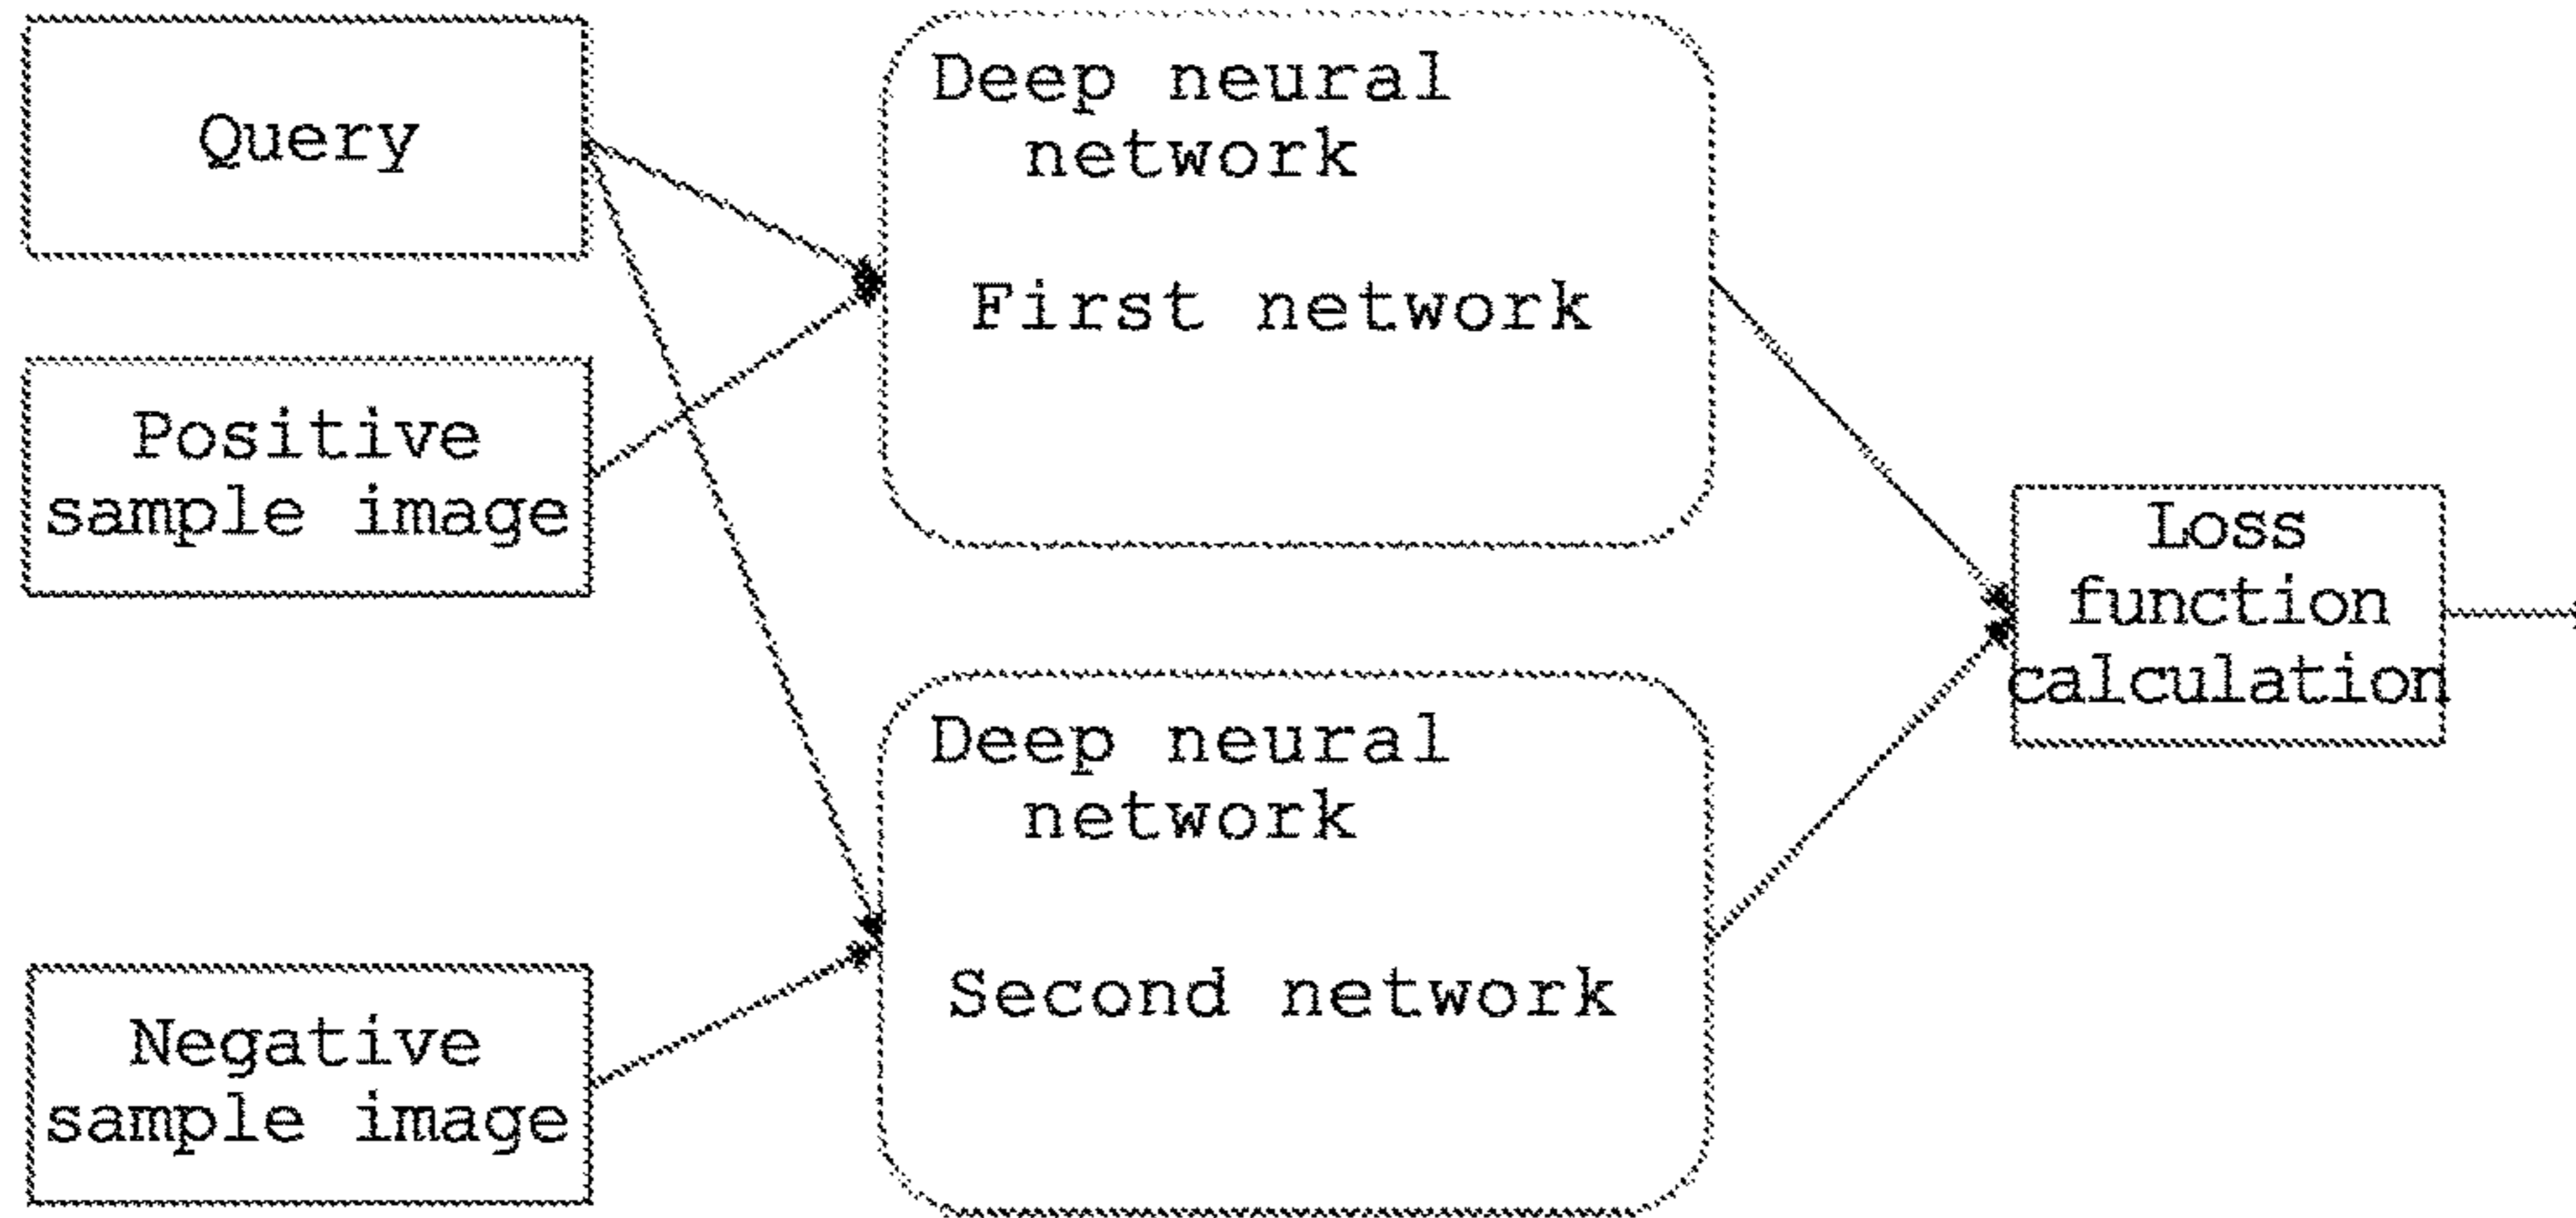 Query
Positive
sample image
Negative
sample image
Deep neural
network
First network
Deep neural
network
Second network
Loss
function
calculation